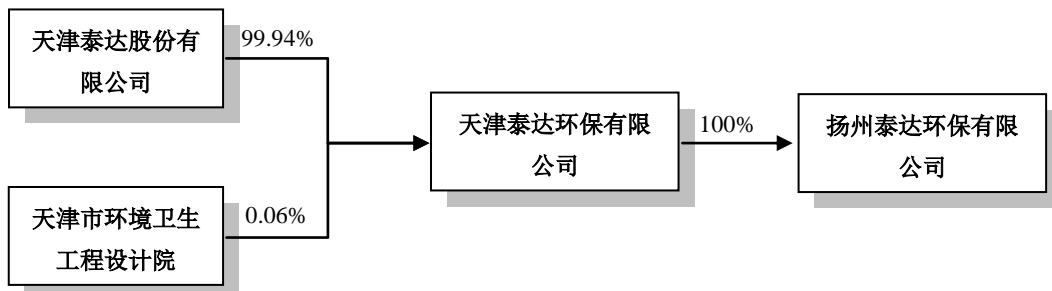 天津泰达股份有
限公司
99.94%
天津市环境卫生
工程设计院
0.06%
天津泰达环保有限
公司
100%
扬州泰达环保有限
公司